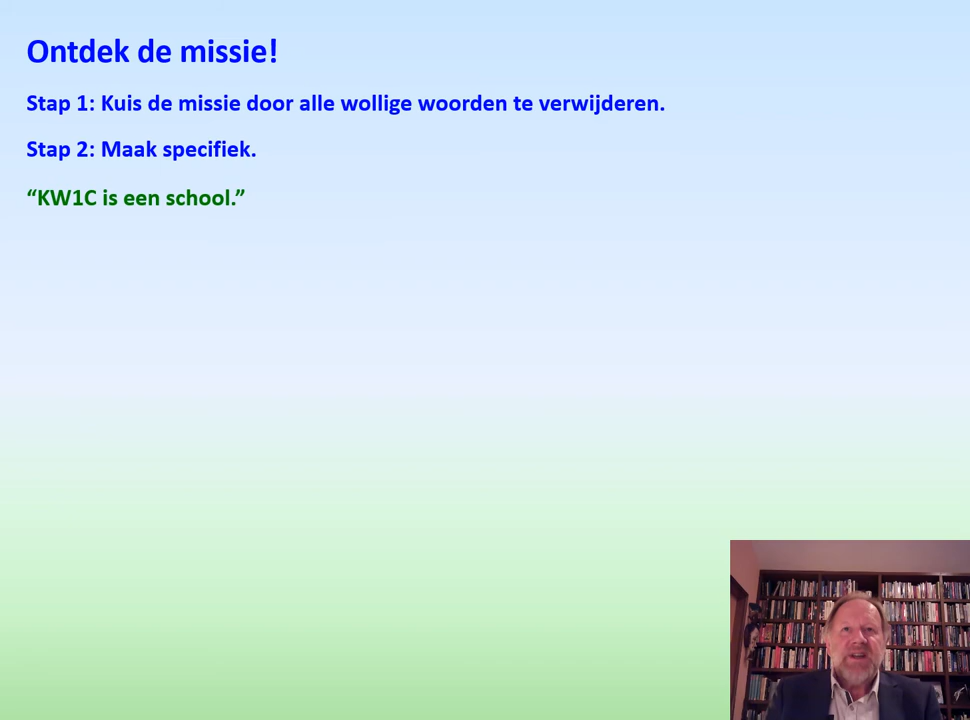 Ontdek de missie!
Stap 1: Kuis de missie door alle wollige woorden te verwijderen.
Stap 2: Maak specifiek.
“KW1C is een school.”